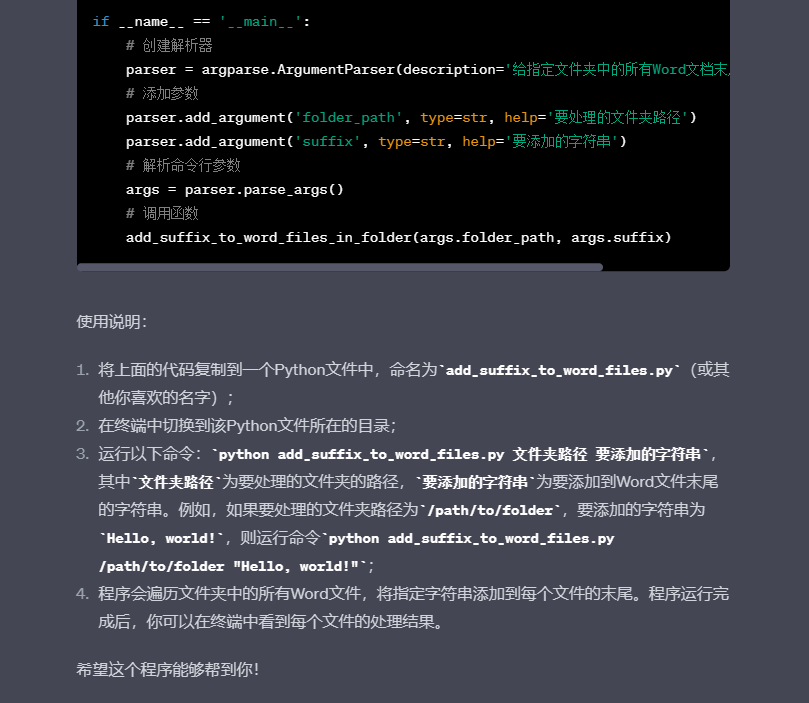 if __name__ == '__main__':
# 创建解析器
parser = argparse.ArgumentParser(description='给指定文件夹中的所有Word文档末
# 添加参数
parser.add_argument('folder_path', type=str, help='要处理的文件夹路径')
parser.add_argument('suffix', type=str, help='要添加的字符串')
# 解析命令行参数
args = parser.parse_args()
# 调用函数
add_suffix_to_word_files_in_folder(args.folder_path, args.suffix)
使用说明：
1. 将上面的代码复制到一个Python文件中，命名为`add_suffix_to_word_files.py`（或其
他你喜欢的名字）；
2. 在终端中切换到该Python文件所在的目录；
3. 运行以下命令：`python add_suffix_to_word_files.py 文件夹路径 要添加的字符串`，
其中`文件夹路径`为要处理的文件夹的路径，`要添加的字符串`为要添加到Word文件末尾
的字符串。例如，如果要处理的文件夹路径为`/path/to/folder`，要添加的字符串为
`Hello, world!`，则运行命令`python add_suffix_to_word_files.py
/path/to/folder "Hello, world!"`；
4. 程序会遍历文件夹中的所有Word文件，将指定字符串添加到每个文件的末尾。程序运行完
成后，你可以在终端中看到每个文件的处理结果。
希望这个程序能够帮到你！